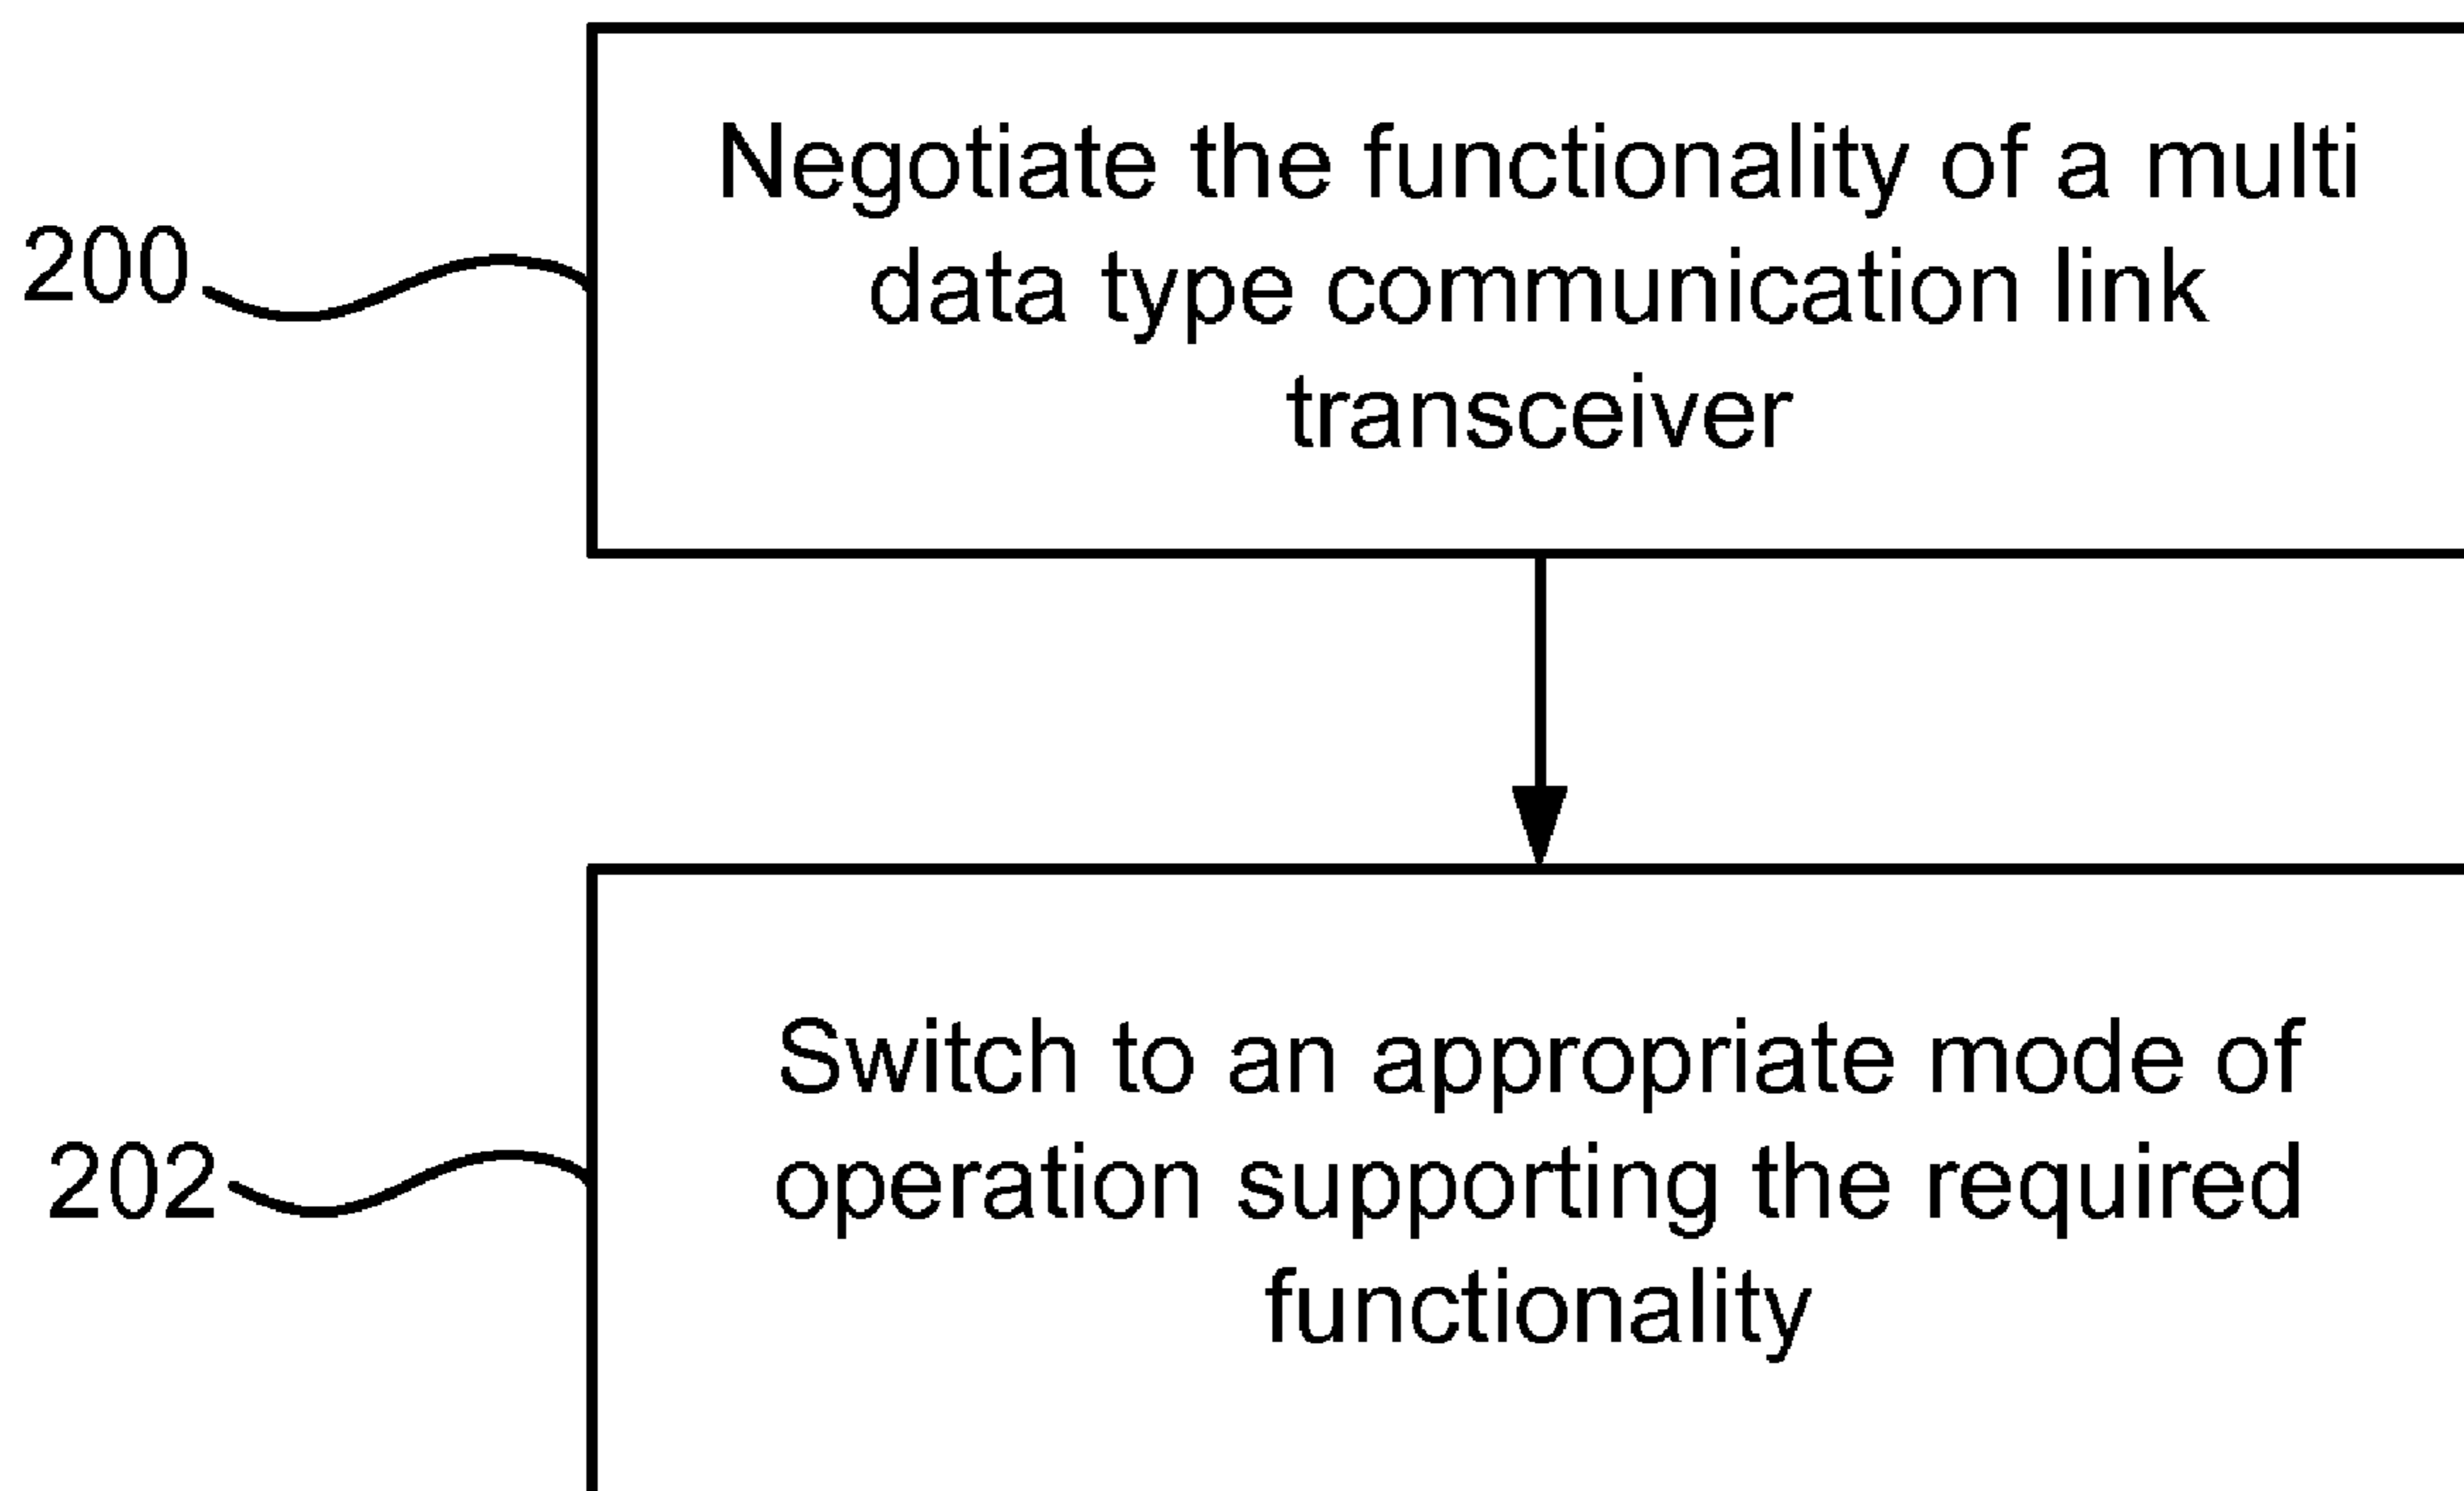 200
Negotiate the functionality of a multi
data type communication link
transceiver
202
Switch to an appropriate mode of
operation supporting the required
functionality